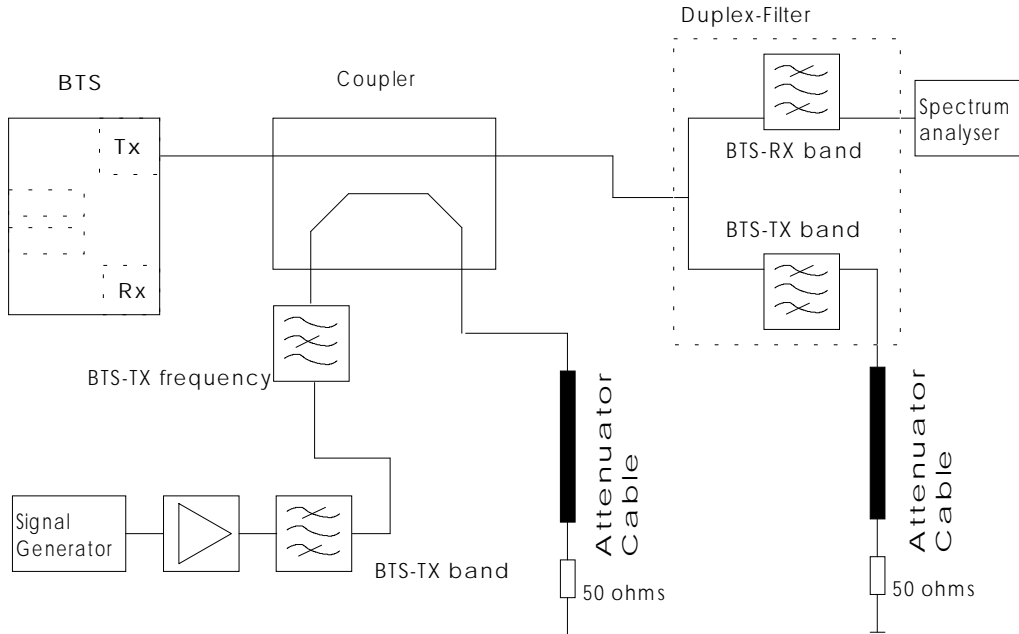 Duplex-Filter
BTS
Coupler
Tx
Spectrum
analyser
BTS-RX band
BTS-TX band
Rx
BTS-TX frequency
Attenuator
Cable
Attenuator
Cable
Signal
Generator
BTS-TX band
50 ohms
50 ohms